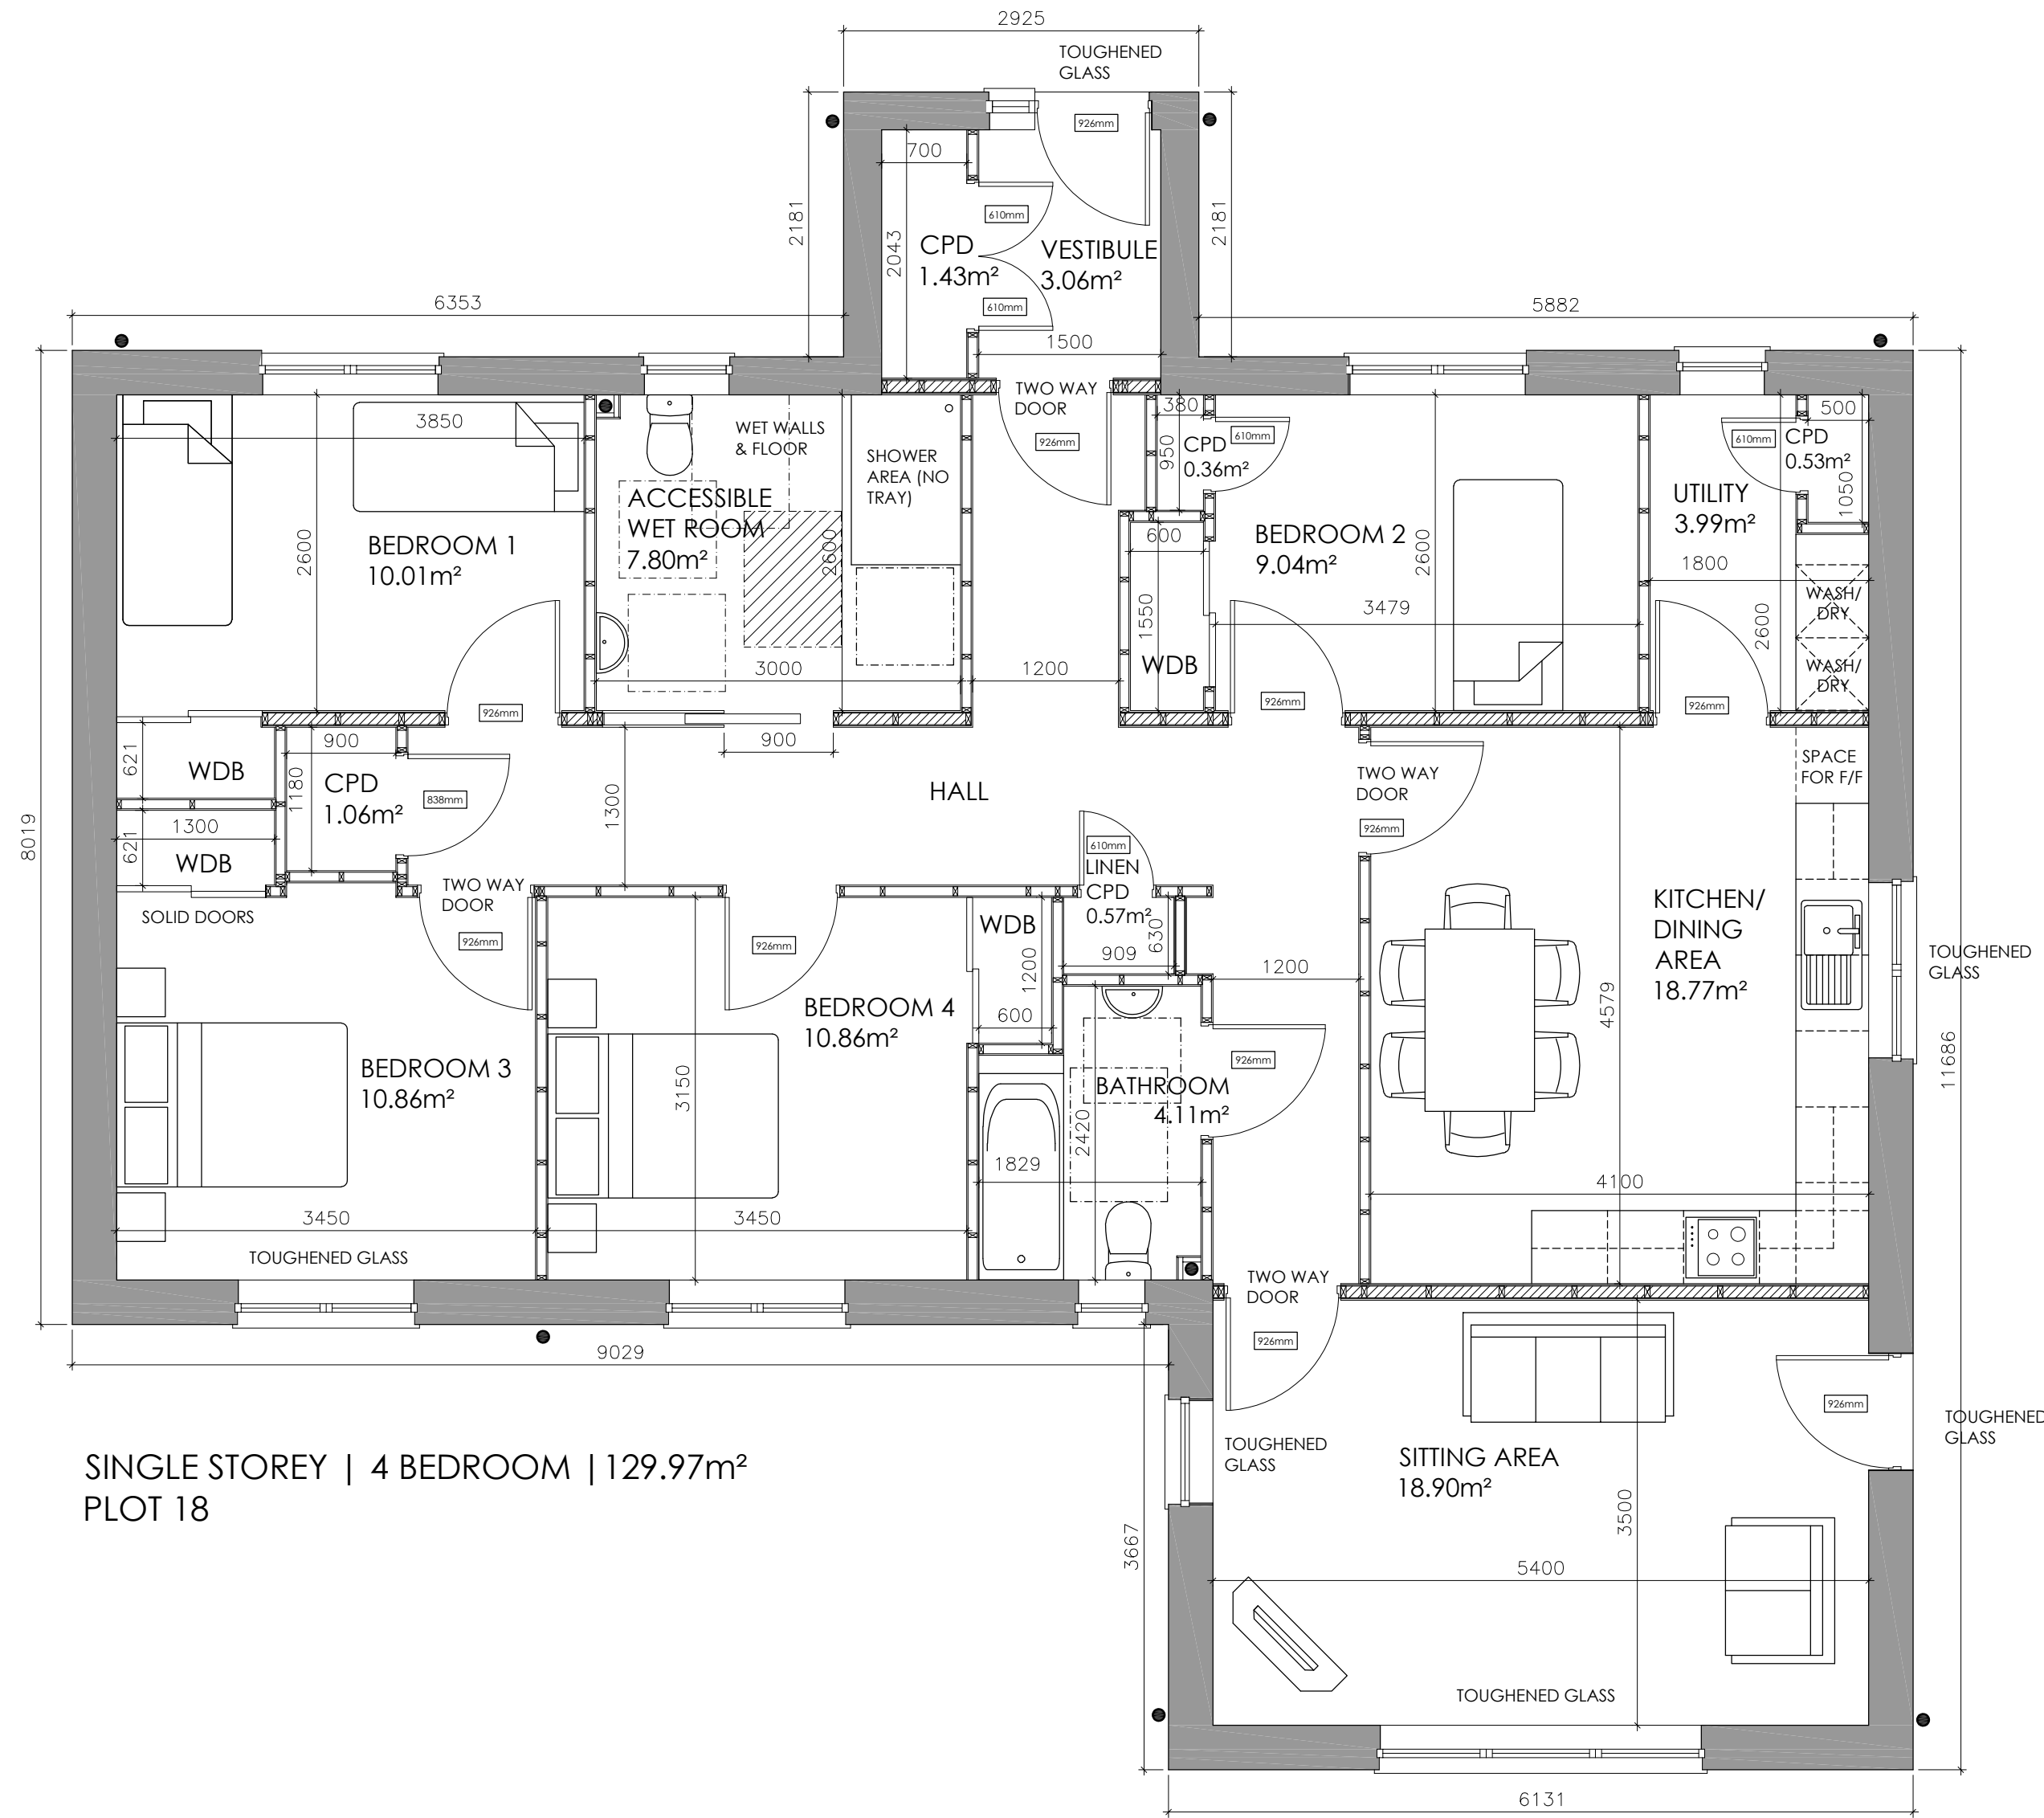 2925
TOUGHENED
GLASS
926mm
700
610mm
2181
2043
CPD
1.43m²
VESTIBULE
3.06m²
2181
610mm
6353
5882
1500
TWO WAY
DOOR
926mm
3850
WET WALLS
& FLOOR
SHOWER
AREA (NO
TRAY)
380
950
CPD
0.36m²
610mm
500
610mm
CPD
0.53m²
1050
ACCESSIBLE
WET ROOM
7.80m²
2600
BEDROOM 1
10.01m²
2600
600
BEDROOM 2
9.04m²
2600
UTILITY
3.99m²
1800
WASH/
DRY
1550
3479
2600
WDB
WASH/
DRY
3000
1200
926mm
926mm
926mm
621
WDB
900
1180
CPD
1.06m²
838mm
900
1300
HALL
TWO WAY
DOOR
926mm
SPACE
FOR F/F
8019
621
1300
WDB
610mm
LINEN
CPD
0.57m²
630
909
SOLID DOORS
TWO WAY
DOOR
926mm
926mm
WDB
1200
600
1200
KITCHEN/
DINING
AREA
18.77m²
TOUGHENED
GLASS
4579
BEDROOM 4
10.86m²
BEDROOM 3
10.86m²
3150
926mm
BATHROOM
4.11m²
2420
1829
11686
4100
3450
3450
TOUGHENED GLASS
TWO WAY
DOOR
926mm
9029
926mm
TOUGHENED
GLASS
TOUGHENED
GLASS
SITTING AREA
18.90m²
SINGLE STOREY | 4 BEDROOM |129.97m²
PLOT 18
3667
3500
5400
TOUGHENED GLASS
6131